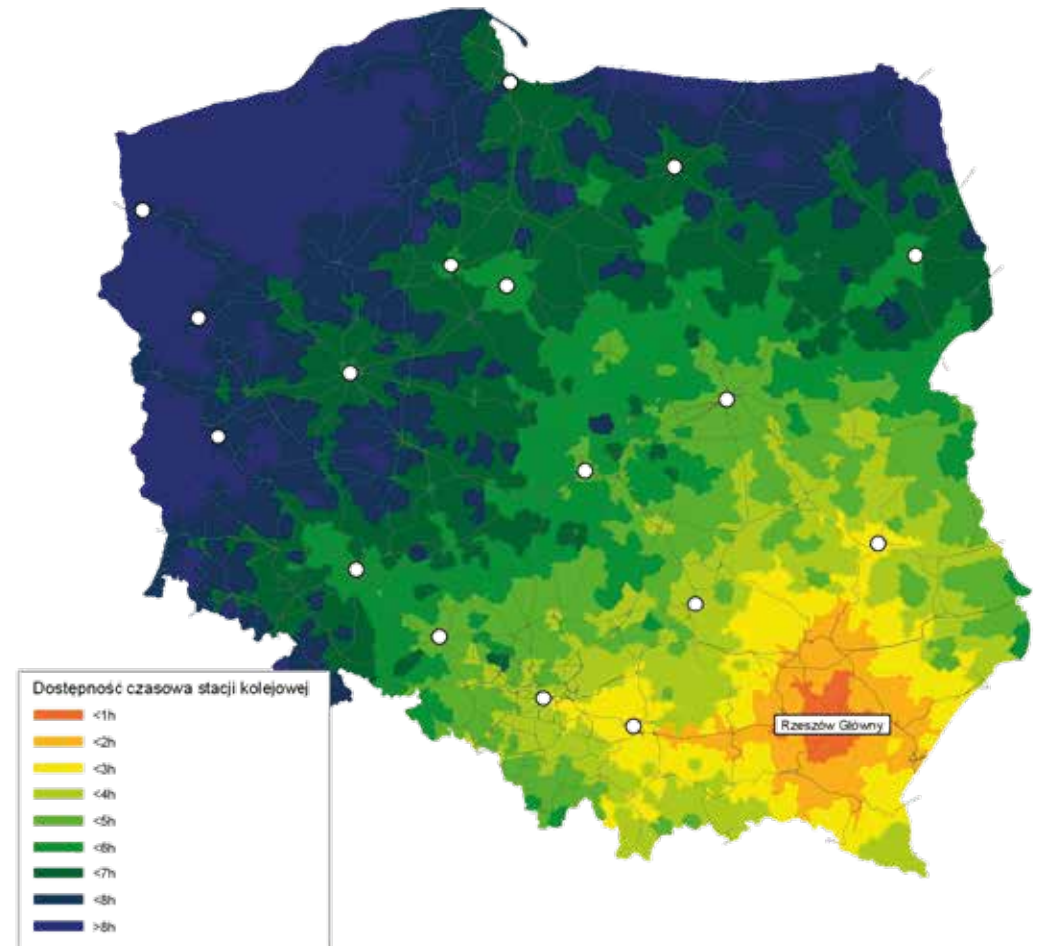 Dostępność czasowa stacji kolejowej
<1h
<2h
<3h
<4h
<5h
<6h
<7h
<8h
>8h
Rzeszów Główny